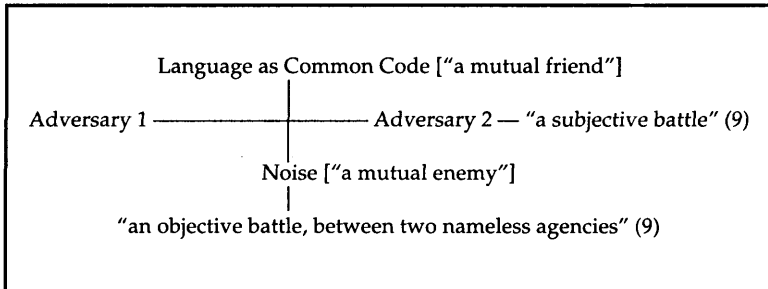 Language as Common Code ["a mutual friend"]
Adversary 1 — Adversary 2 — "a subjective battle" (9)
Noise ["a mutual enemy"]
"an objective battle, between two nameless agencies" (9)